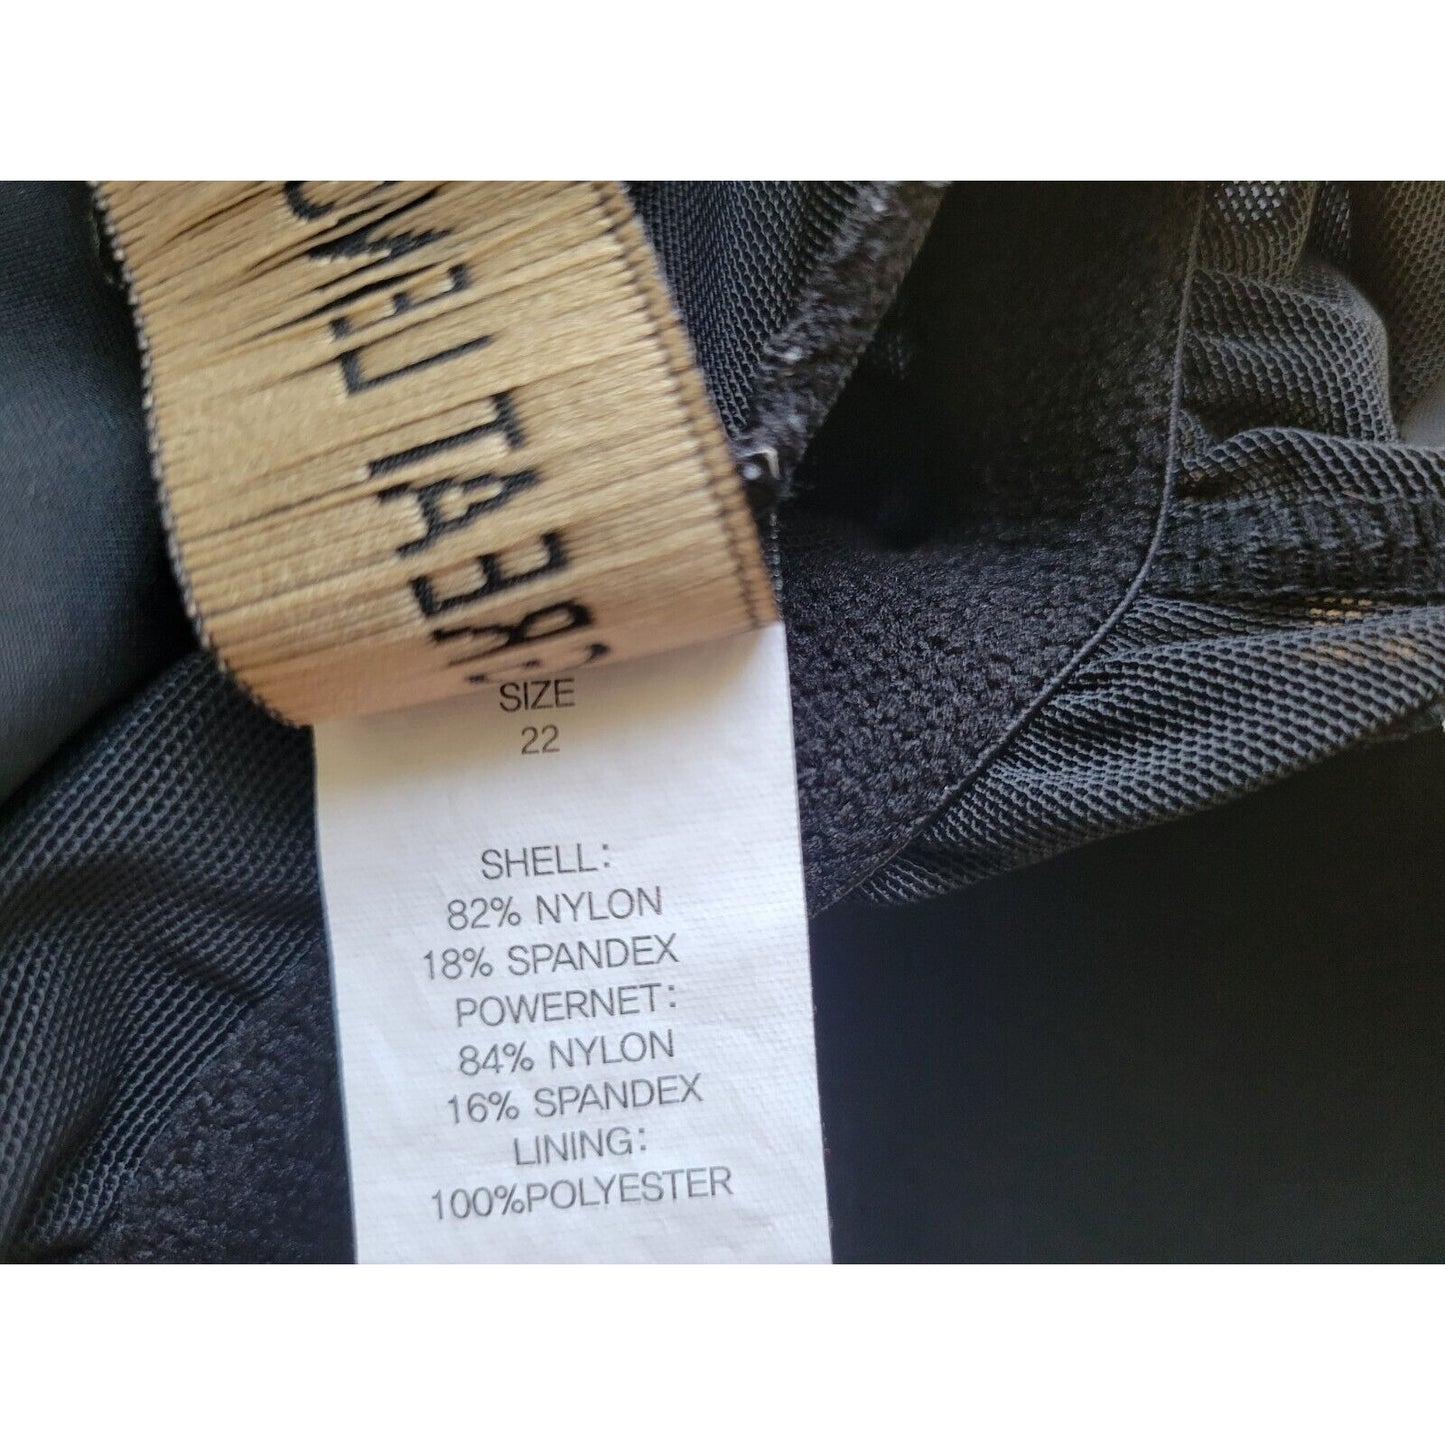 SIZE
22
SHELL:
82% NYLON
18% SPANDEX
POWERNET:
84% NYLON
16% SPANDEX
LINING:
100%POLYESTER